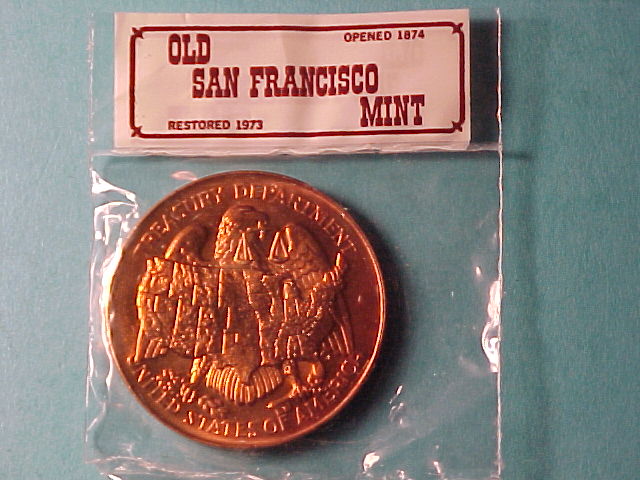 OLD
OPENED 1874
SAN FRANCISCO
MINT
RESTORED 1973
TREASURY DEPARTMENT
UNITED STATES OF AMERICA